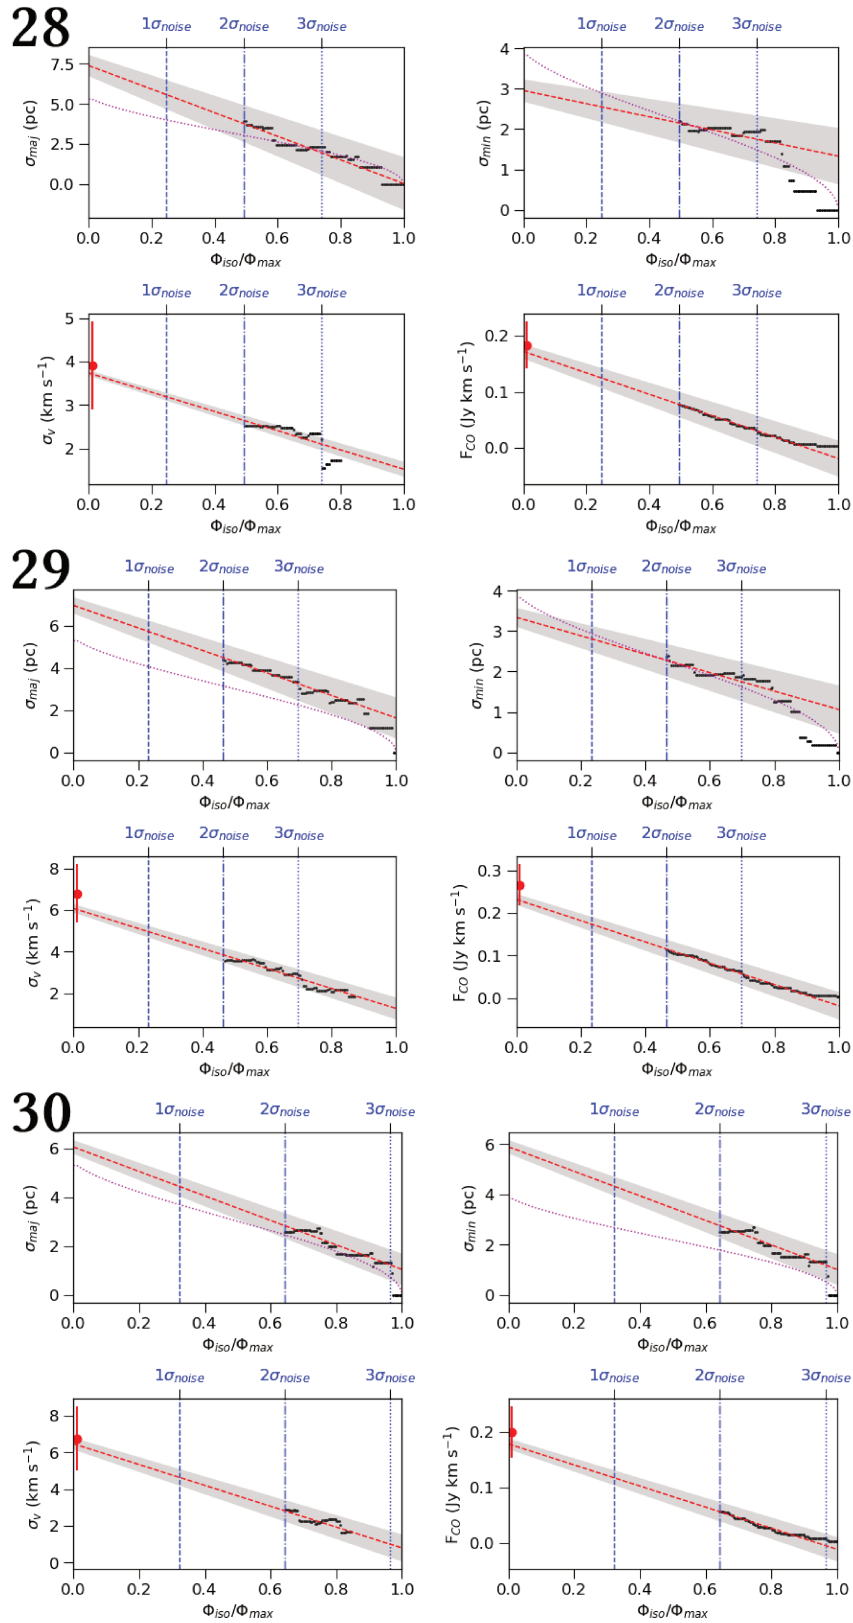 28
1σnoise 2σnoise 3σnoise
σmaj (pc)
7.5
5.0
2.5
0.0
0.0 0.2 0.4 0.6 0.8 1.0
Φiso/Φmax
1σnoise 2σnoise 3σnoise
σmin (pc)
4
3
2
1
0
0.0 0.2 0.4 0.6 0.8 1.0
Φiso/Φmax
1σnoise 2σnoise 3σnoise
σv (km s−1)
5
4
3
2
0.0 0.2 0.4 0.6 0.8 1.0
Φiso/Φmax
1σnoise 2σnoise 3σnoise
FCO (Jy km s−1)
0.2
0.1
0.0
0.0 0.2 0.4 0.6 0.8 1.0
Φiso/Φmax
29
1σnoise 2σnoise 3σnoise
σmaj (pc)
6
4
2
0
0.0 0.2 0.4 0.6 0.8 1.0
Φiso/Φmax
1σnoise 2σnoise 3σnoise
σmin (pc)
4
3
2
1
0
0.0 0.2 0.4 0.6 0.8 1.0
Φiso/Φmax
1σnoise 2σnoise 3σnoise
σv (km s−1)
8
6
4
2
0.0 0.2 0.4 0.6 0.8 1.0
Φiso/Φmax
1σnoise 2σnoise 3σnoise
FCO (Jy km s−1)
0.3
0.2
0.1
0.0
0.0 0.2 0.4 0.6 0.8 1.0
Φiso/Φmax
30
1σnoise 2σnoise 3σnoise
σmaj (pc)
6
4
2
0
0.0 0.2 0.4 0.6 0.8 1.0
Φiso/Φmax
1σnoise 2σnoise 3σnoise
σmin (pc)
6
4
2
0
0.0 0.2 0.4 0.6 0.8 1.0
Φiso/Φmax
1σnoise 2σnoise 3σnoise
σv (km s−1)
8
6
4
2
0
0.0 0.2 0.4 0.6 0.8 1.0
Φiso/Φmax
1σnoise 2σnoise 3σnoise
FCO (Jy km s−1)
0.2
0.1
0.0
0.0 0.2 0.4 0.6 0.8 1.0
Φiso/Φmax